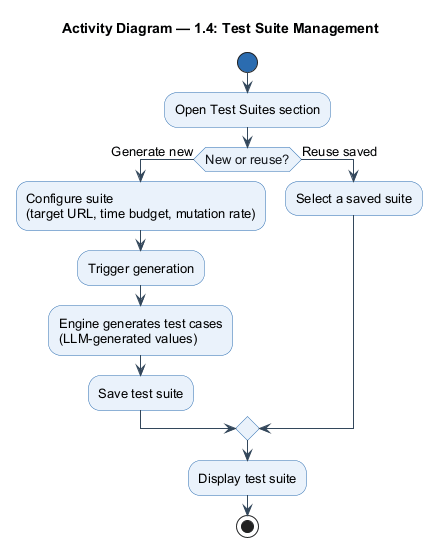 Activity Diagram — 1.4: Test Suite Management
Open Test Suites section
Generate new
New or reuse?
Reuse saved
Configure suite
(target URL, time budget, mutation rate)
Select a saved suite
Trigger generation
Engine generates test cases
(LLM-generated values)
Save test suite
Display test suite